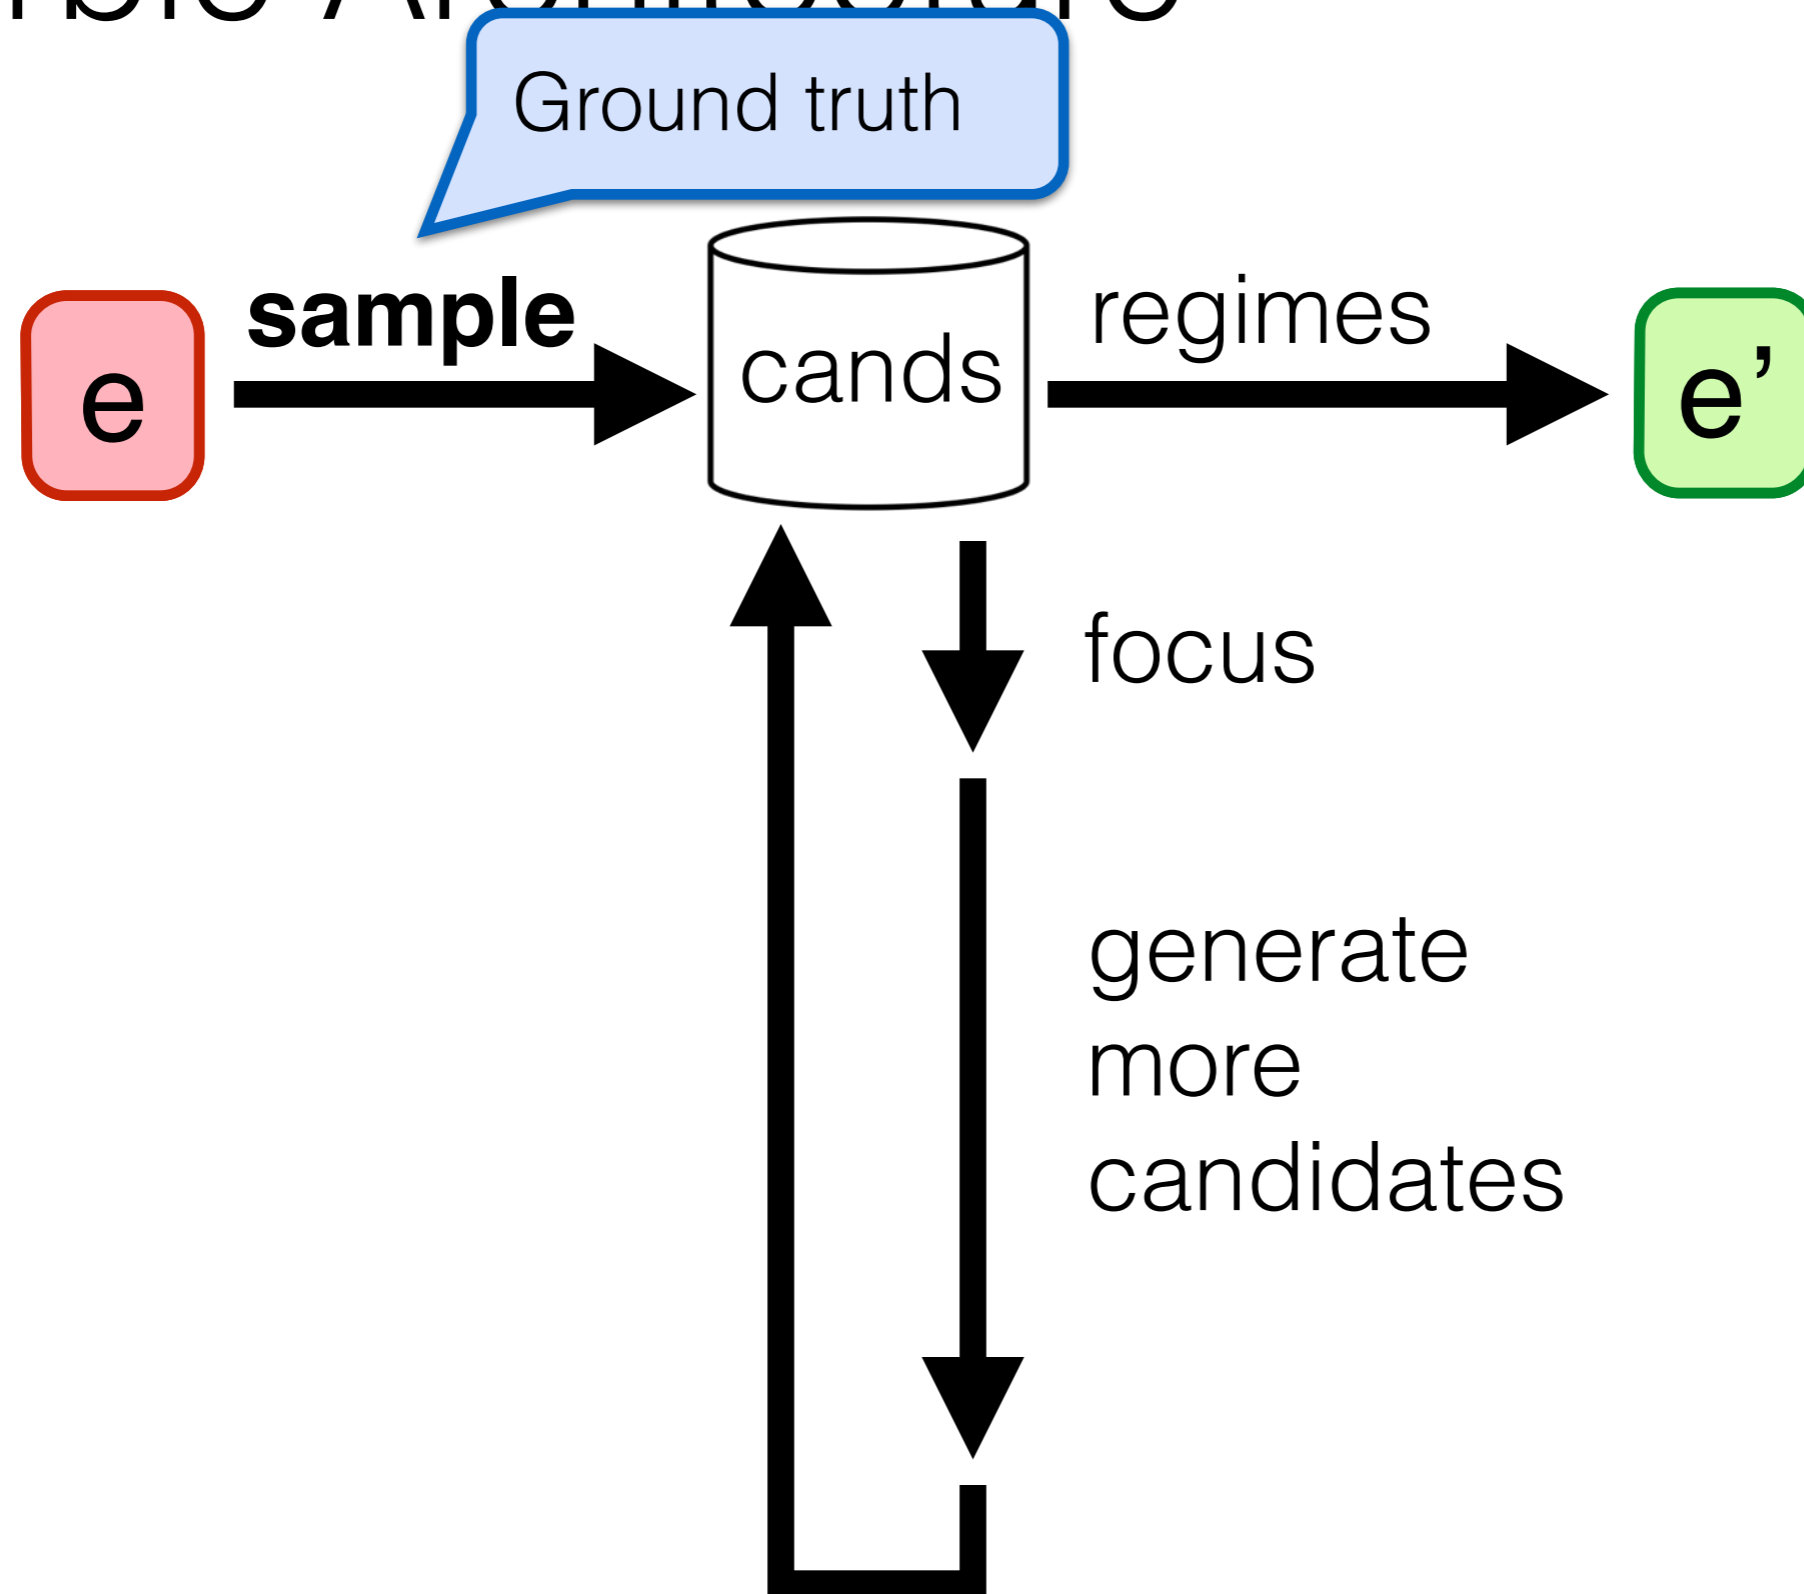 Ground truth
sample
regimes
e
cands
e’
focus
generate
more
candidates